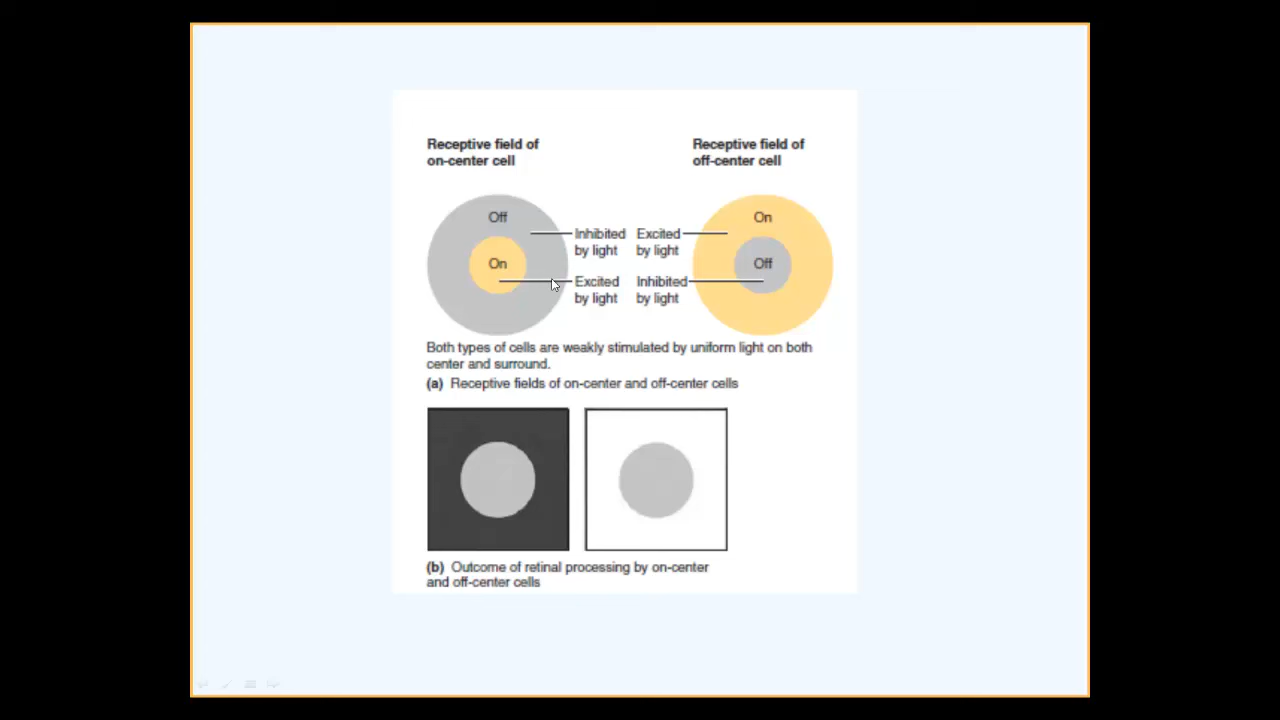 Receptive field of
on-center cell
Receptive field of
off-center cell
Off
On
Inhibited
by light
Excited
by light
Excited
by light
Inhibited
by light
On
Off
Both types of cells are weakly stimulated by uniform light on both
center and surround.
(a) Receptive fields of on-center and off-center cells
(b) Outcome of retinal processing by on-center
and off-center cells